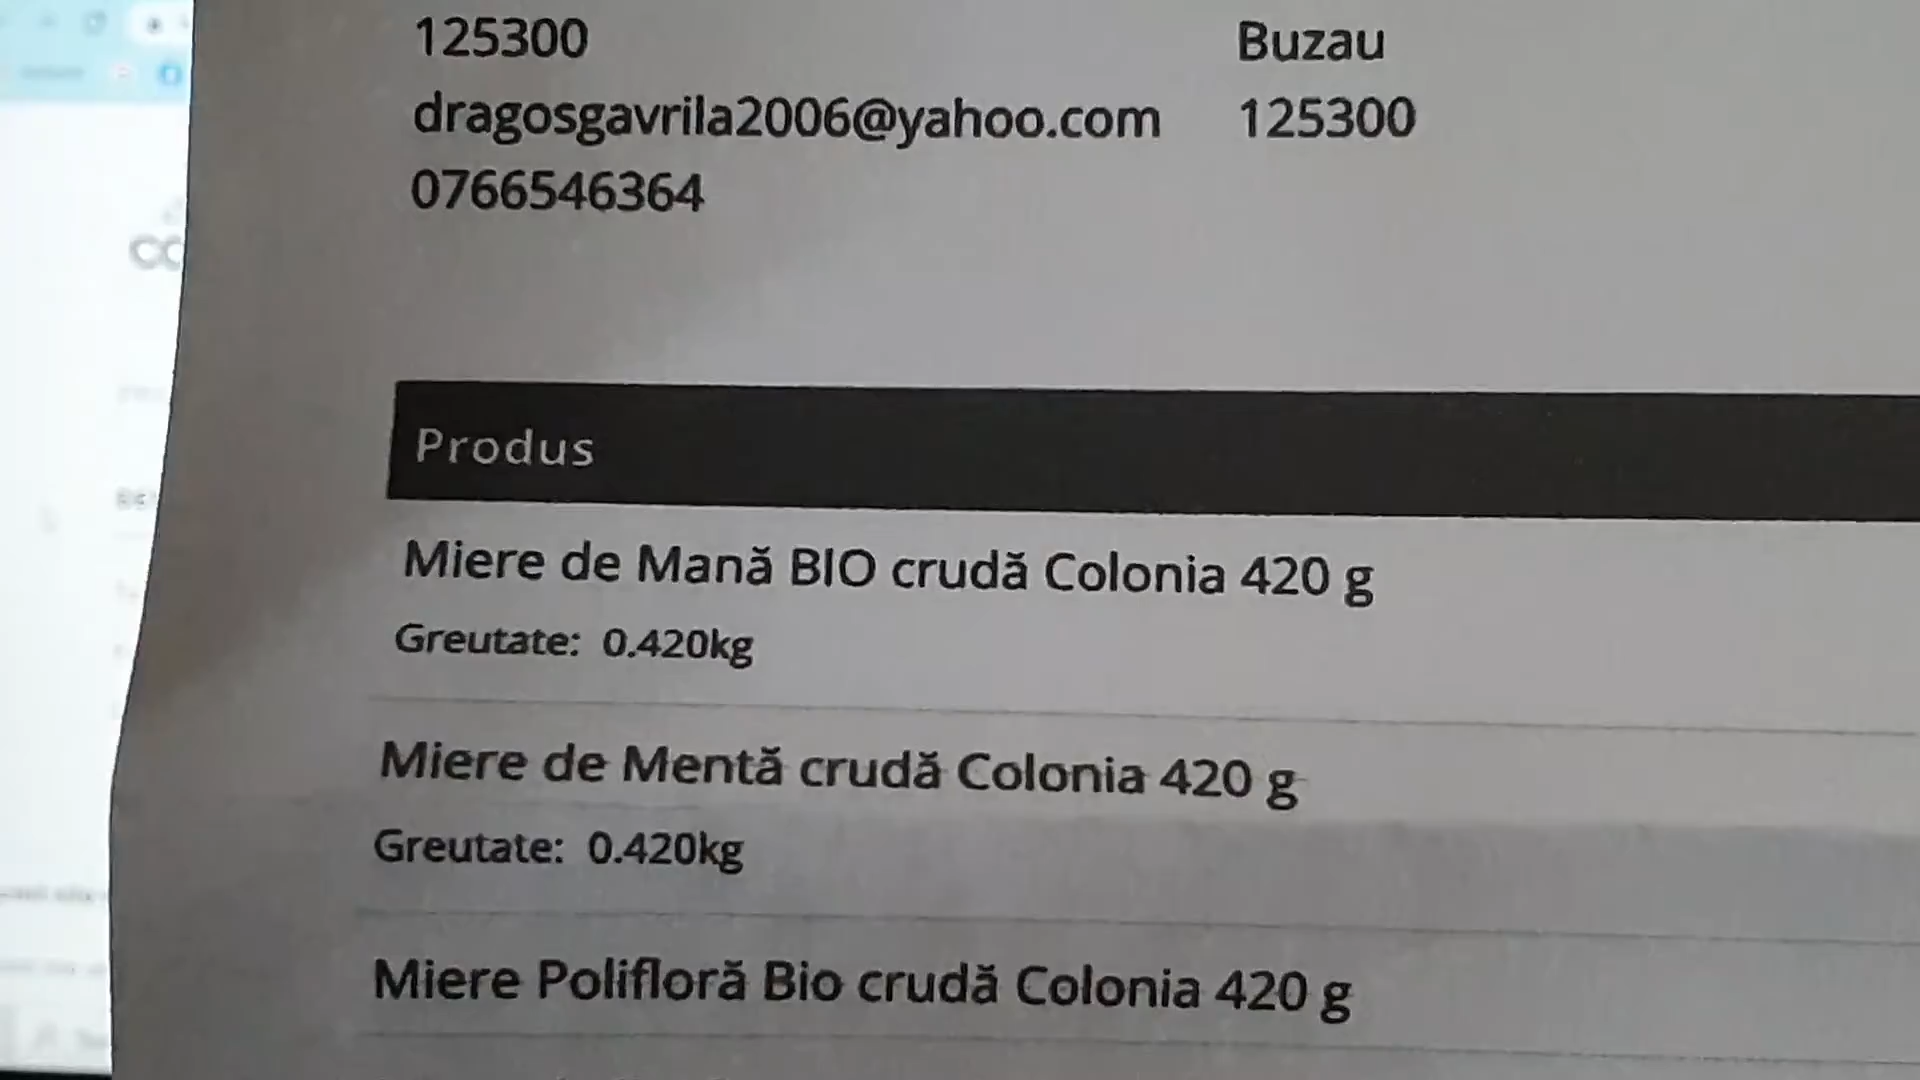 125300
dragosgavrila2006@yahoo.com
0766546364
Buzau
125300
Produs
Miere de Mană BIO crudă Colonia 420 g
Greutate: 0.420kg
Miere de Mentă crudă Colonia 420 g
Greutate: 0.420kg
Miere Polifloră Bio crudă Colonia 420 g